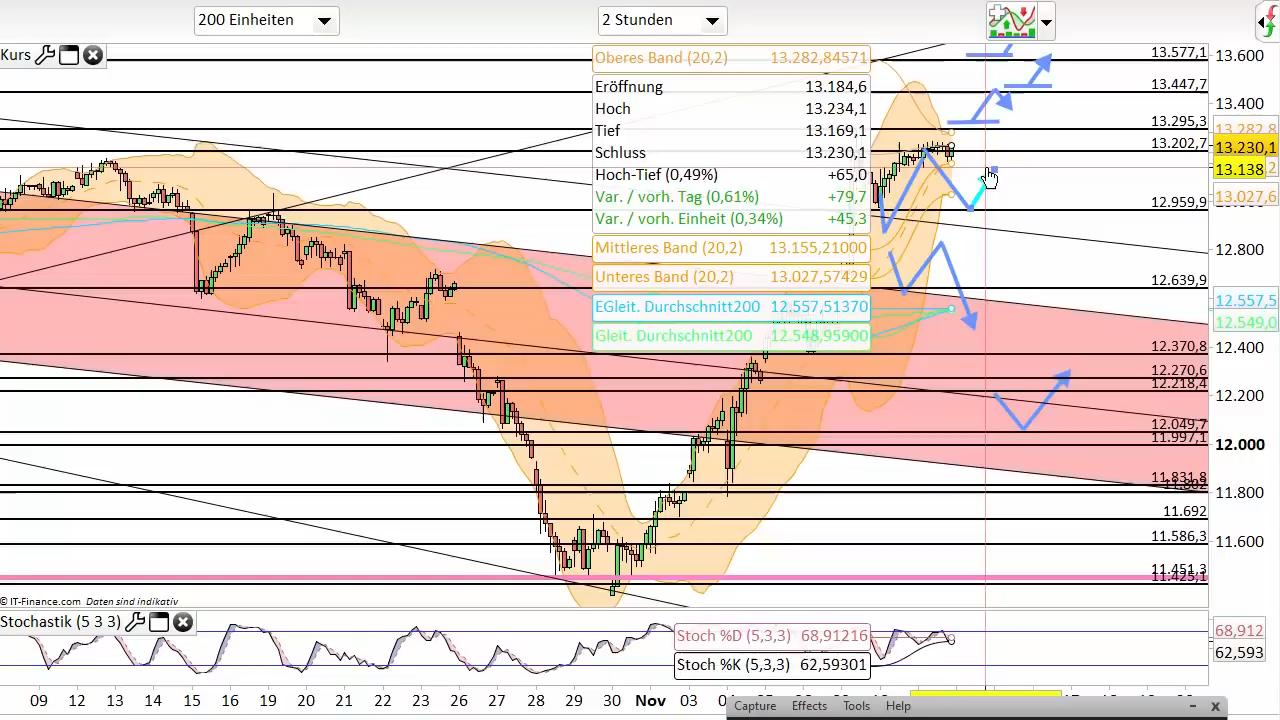 200 Einheiten
2 Stunden
Kurs
Oberes Band (20,2) 13.282,84571
Eröffnung 13.184,6
Hoch 13.234,1
Tief 13.169,1
Schluss 13.230,1
Hoch-Tief (0,49%) +65,0
Var. / vorh. Tag (0,61%) +79,7
Var. / vorh. Einheit (0,34%) +45,3
Mittleres Band (20,2) 13.155,21000
Unteres Band (20,2) 13.027,57429
EGleit. Durchschnitt200 12.557,51370
Gleit. Durchschnitt200 12.548,95900
13.577,1
13.447,7
13.295,3
13.202,7
12.959,9
12.639,9
12.370,8
12.270,6
12.218,4
12.049,7
11.997,1
11.831,8
11.692
11.586,3
11.451,3
11.425,1
13.600
13.400
13.282,8
13.230,1
13.138,2
13.027,6
12.800
12.557,5
12.549,0
12.400
12.200
12.000
11.800
11.600
© IT-Finance.com Daten sind indikativ
Stochastik (5 3 3)
Stoch %D (5,3,3) 68,91216
Stoch %K (5,3,3) 62,59301
68,912
62,593
09 12 13 14 15 16 19 20 21 22 23 26 27 28 29 30 Nov 03
Capture Effects Tools Help